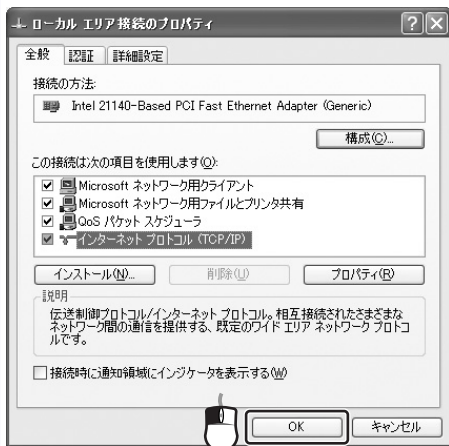 ローカル エリア接続のプロパティ
全般 認証 詳細設定
接続の方法:
Intel 21140-Based PCI Fast Ethernet Adapter (Generic)
構成(C)...
この接続は次の項目を使用します(O):
Microsoft ネットワーク用クライアント
Microsoft ネットワーク用ファイルとプリンタ共有
QoS パケット スケジューラ
インターネット プロトコル (TCP/IP)
インストール(N)... 削除(U) プロパティ(R)
説明
伝送制御プロトコル/インターネット プロトコル。相互接続されたさまざまな
ネットワーク間の通信を提供する、既定のワイド エリア ネットワーク プロトコ
ルです。
接続時に通知領域にインジケータを表示する(W)
OK キャンセル